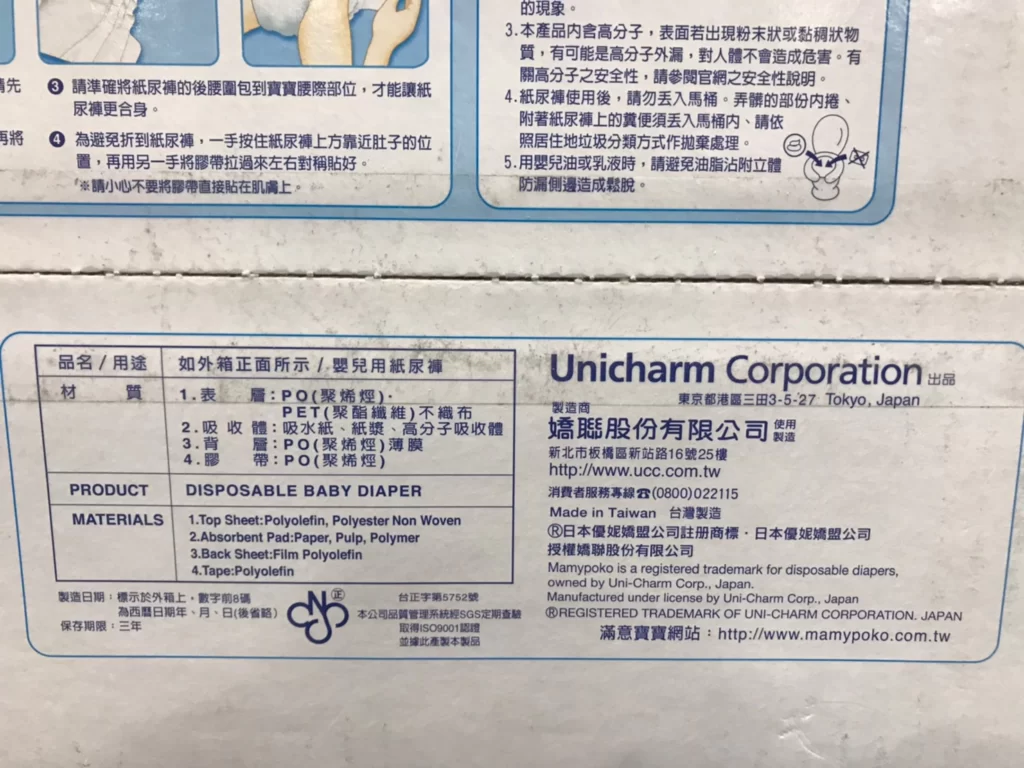 請先
❸ 請準確將紙尿褲的後腰圍包到寶寶腰際部位，才能讓紙
尿褲更合身。
再將
❹ 為避免折到紙尿褲，一手按住紙尿褲上方靠近肚子的位
置，再用另一手將膠帶拉過來左右對稱貼好。
※請小心不要將膠帶直接貼在肌膚上。
的現象。
3.本產品內含高分子，表面若出現粉末狀或黏稠狀物
質，有可能是高分子外漏，對人體不會造成危害。有
關高分子之安全性，請參閱官網之安全性說明。
4.紙尿褲使用後，請勿丟入馬桶。弄髒的部份內捲、
附著紙尿褲上的糞便須丟入馬桶內、請依
照居住地垃圾分類方式作拋棄處理。
5.用嬰兒油或乳液時，請避免油脂沾附立體
防漏側邊造成鬆脫。
品名/用途 如外箱正面所示/嬰兒用紙尿褲
材 質 1.表 層:PO(聚烯烴)·
PET(聚酯纖維)不織布
2.吸收體:吸水紙、紙漿、高分子吸收體
3.背 層:PO(聚烯烴)薄膜
4.膠 帶:PO(聚烯烴)
PRODUCT DISPOSABLE BABY DIAPER
MATERIALS 1.Top Sheet:Polyolefin, Polyester Non Woven
2.Absorbent Pad:Paper, Pulp, Polymer
3.Back Sheet:Film Polyolefin
4.Tape:Polyolefin
製造日期：標示於外箱上，數字前8碼
為西曆日期年、月、日(後省略)
保存期限：三年
正
台正字第5752號
本公司品質管理系統經SGS定期查驗
取得ISO9001認證
並據此產製本製品
Unicharm Corporation 出品
東京都港區三田3-5-27 Tokyo, Japan
製造商
嬌聯股份有限公司 使用
製造
新北市板橋區新站路16號25樓
http://www.ucc.com.tw
消費者服務專線☎(0800)022115
Made in Taiwan 台灣製造
®日本優妮嬌盟公司註冊商標·日本優妮嬌盟公司
授權嬌聯股份有限公司
Mamypoko is a registered trademark for disposable diapers,
owned by Uni-Charm Corp., Japan.
Manufactured under license by Uni-Charm Corp., Japan
®REGISTERED TRADEMARK OF UNI-CHARM CORPORATION. JAPAN
滿意寶寶網站：http://www.mamypoko.com.tw